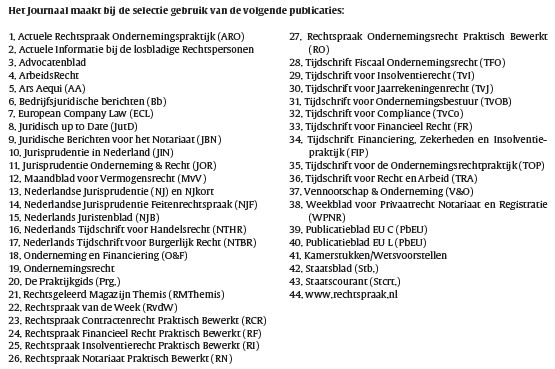 Het Journaal maakt bij de selectie gebruik van de volgende publicaties:
1. Actuele Rechtspraak Ondernemingspraktijk (ARO)
2. Actuele Informatie bij de losbladige Rechtspersonen
3. Advocatenblad
4. ArbeidsRecht
5. Ars Aequi (AA)
6. Bedrijfsjuridische berichten (Bb)
7. European Company Law (ECL)
8. Juridisch up to Date (JutD)
9. Juridische Berichten voor het Notariaat (JBN)
10. Jurisprudentie in Nederland (JIN)
11. Jurisprudentie Onderneming & Recht (JOR)
12. Maandblad voor Vermogensrecht (MvV)
13. Nederlandse Jurisprudentie (NJ) en NJkort
14. Nederlandse Jurisprudentie Feitenrechtspraak (NJF)
15. Nederlands Juristenblad (NJB)
16. Nederlands Tijdschrift voor Handelsrecht (NTHR)
17. Nederlands Tijdschrift voor Burgerlijk Recht (NTBR)
18. Onderneming en Financiering (O&F)
19. Ondernemingsrecht
20. De Praktijkgids (Prg.)
21. Rechtsgeleerd Magazijn Themis (RMThemis)
22. Rechtspraak van de Week (RvdW)
23. Rechtspraak Contractenrecht Praktisch Bewerkt (RCR)
24. Rechtspraak Financieel Recht Praktisch Bewerkt (RF)
25. Rechtspraak Insolventierecht Praktisch Bewerkt (RI)
26. Rechtspraak Notariaat Praktisch Bewerkt (RN)
27. Rechtspraak Ondernemingsrecht Praktisch Bewerkt
(RO)
28. Tijdschrift Fiscaal Ondernemingsrecht (TFO)
29. Tijdschrift voor Insolventierecht (TvI)
30. Tijdschrift voor Jaarrekeningenrecht (TvJ)
31. Tijdschrift voor Ondernemingsbestuur (TvOB)
32. Tijdschrift voor Compliance (TvCo)
33. Tijdschrift voor Financieel Recht (FR)
34. Tijdschrift Financiering, Zekerheden en Insolventie-
praktijk (FIP)
35. Tijdschrift voor de Ondernemingsrechtpraktijk (TOP)
36. Tijdschrift voor Recht en Arbeid (TRA)
37. Vennootschap & Onderneming (V&O)
38. Weekblad voor Privaatrecht Notariaat en Registratie
(WPNR)
39. Publicatieblad EU C (PbEU)
40. Publicatieblad EU L (PbEU)
41. Kamerstukken/Wetsvoorstellen
42. Staatsblad (Stb.)
43. Staatscourant (Stcrt.)
44. www.rechtspraak.nl